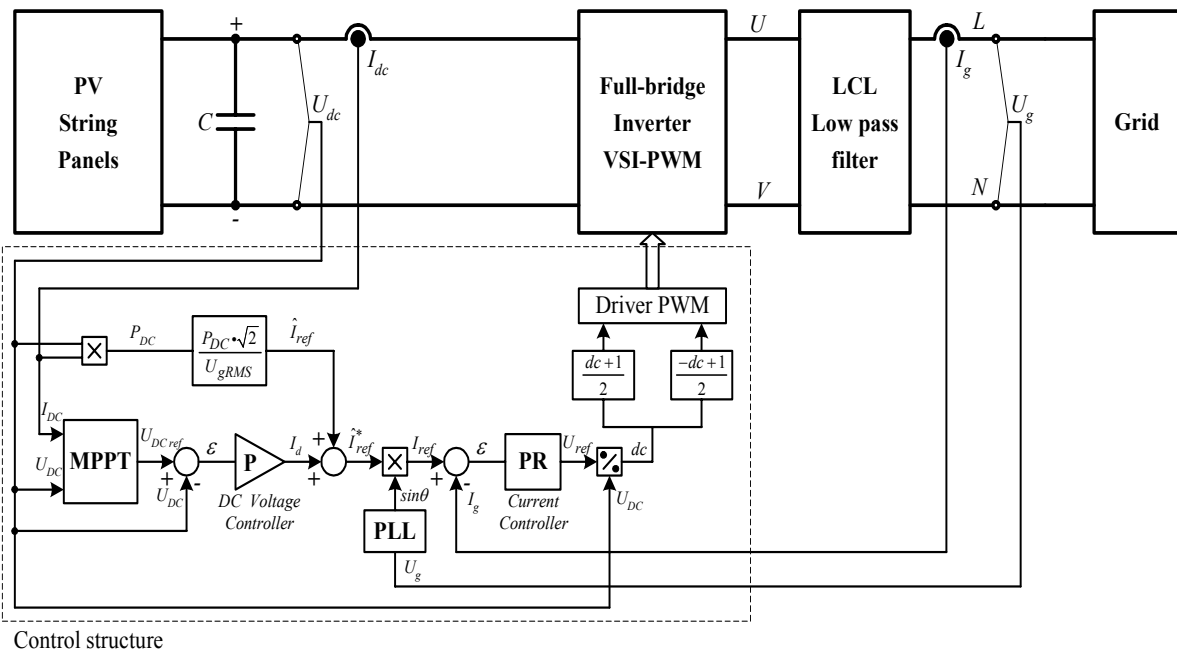 +
-
PV
String
Panels
C
U_dc
I_dc
Full-bridge
Inverter
VSI-PWM
U
V
LCL
Low pass
filter
I_g
L
N
U_g
Grid
Driver PWM
dc+1
2
-dc+1
2
P_DC
P_DC•√2
U_gRMS
Î_ref
×
I_DC
U_DC
MPPT
U_DC ref
+
-
U_DC
ε
P
DC Voltage
Controller
I_d
+
+
Î*_ref
×
sinθ
PLL
U_g
I_ref
+
-
I_g
ε
PR
Current
Controller
U_ref
%
dc
U_DC
Control structure